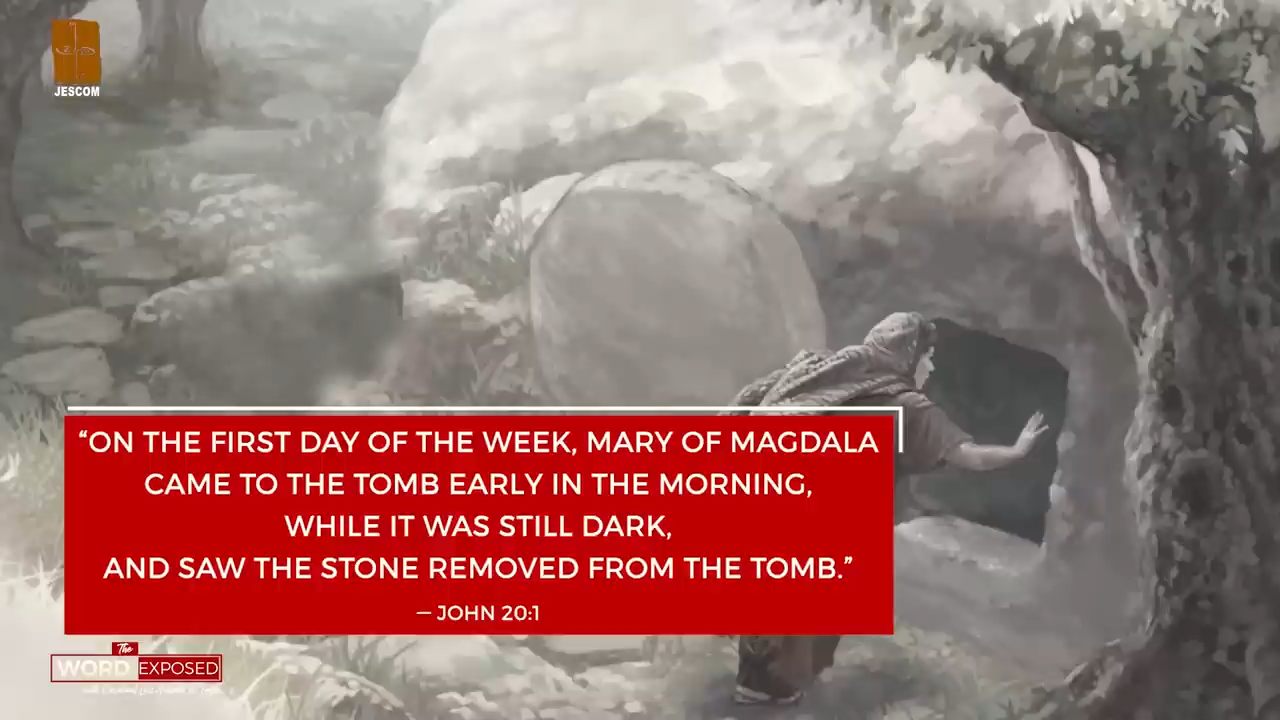 JESCOM
“ON THE FIRST DAY OF THE WEEK, MARY OF MAGDALA
CAME TO THE TOMB EARLY IN THE MORNING,
WHILE IT WAS STILL DARK,
AND SAW THE STONE REMOVED FROM THE TOMB.”
— JOHN 20:1
The
WORD EXPOSED